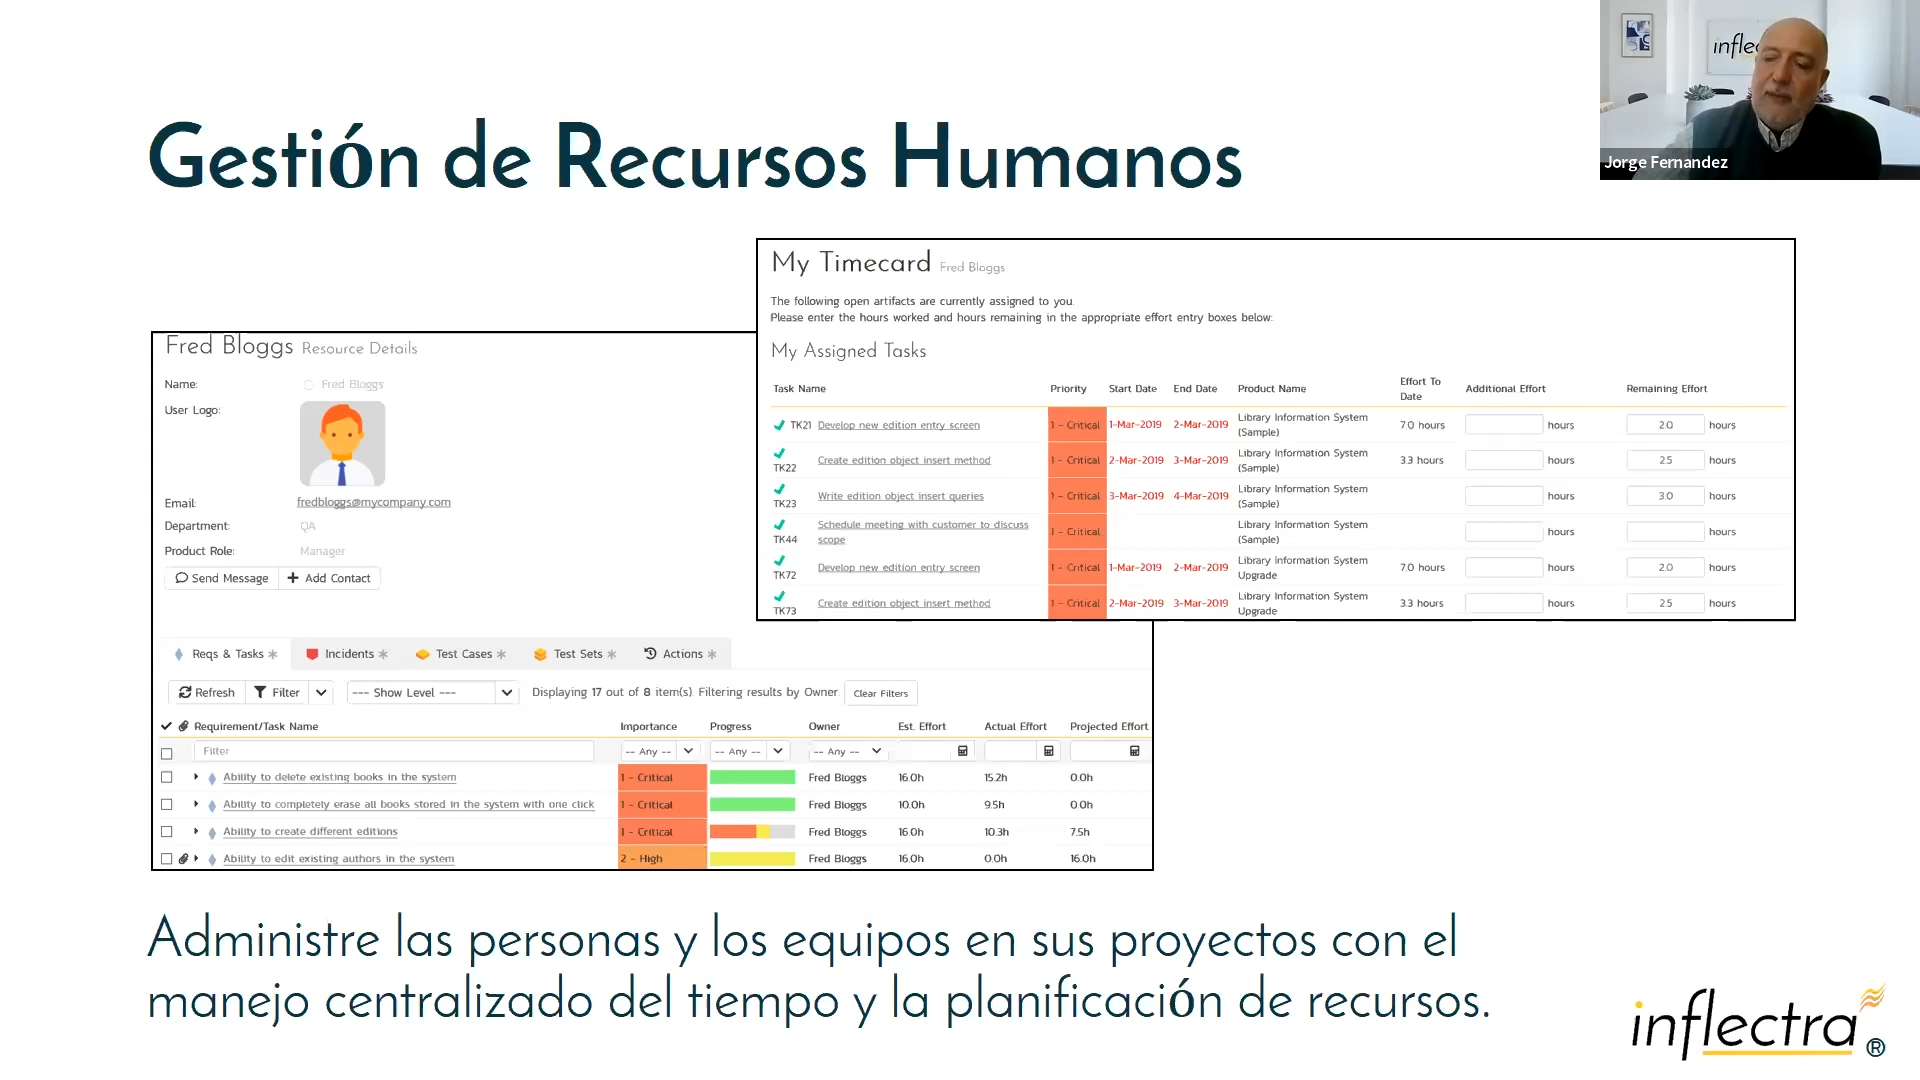 Gestión de Recursos Humanos
inflec
Jorge Fernandez
My Timecard Fred Bloggs
The following open artifacts are currently assigned to you.
Please enter the hours worked and hours remaining in the appropriate effort entry boxes below:
My Assigned Tasks
Task Name Priority Start Date End Date Product Name Effort To Date Additional Effort Remaining Effort
TK21 Develop new edition entry screen 1 - Critical 1-Mar-2019 2-Mar-2019 Library Information System (Sample) 7.0 hours hours 2.0 hours
TK22 Create edition object insert method 1 - Critical 2-Mar-2019 3-Mar-2019 Library Information System (Sample) 3.3 hours hours 2.5 hours
TK23 Write edition object insert queries 1 - Critical 3-Mar-2019 4-Mar-2019 Library Information System (Sample) hours 3.0 hours
TK44 Schedule meeting with customer to discuss scope 1 - Critical Library Information System (Sample) hours hours
TK72 Develop new edition entry screen 1 - Critical 1-Mar-2019 2-Mar-2019 Library Information System Upgrade 7.0 hours hours 2.0 hours
TK73 Create edition object insert method 1 - Critical 2-Mar-2019 3-Mar-2019 Library Information System Upgrade 3.3 hours hours 2.5 hours
Fred Bloggs Resource Details
Name: Fred Bloggs
User Logo:
Email: fredbloggs@mycompany.com
Department: QA
Product Role: Manager
Send Message Add Contact
Reqs & Tasks Incidents Test Cases Test Sets Actions
Refresh Filter --- Show Level --- Displaying 17 out of 8 item(s). Filtering results by Owner. Clear Filters
Requirement/Task Name Importance Progress Owner Est. Effort Actual Effort Projected Effort
Filter -- Any -- -- Any -- -- Any --
Ability to delete existing books in the system 1 - Critical Fred Bloggs 16.0h 15.2h 0.0h
Ability to completely erase all books stored in the system with one click 1 - Critical Fred Bloggs 10.0h 9.5h 0.0h
Ability to create different editions 1 - Critical Fred Bloggs 16.0h 10.3h 7.5h
Ability to edit existing authors in the system 2 - High Fred Bloggs 16.0h 0.0h 16.0h
Administre las personas y los equipos en sus proyectos con el
manejo centralizado del tiempo y la planificación de recursos.
inflectra®